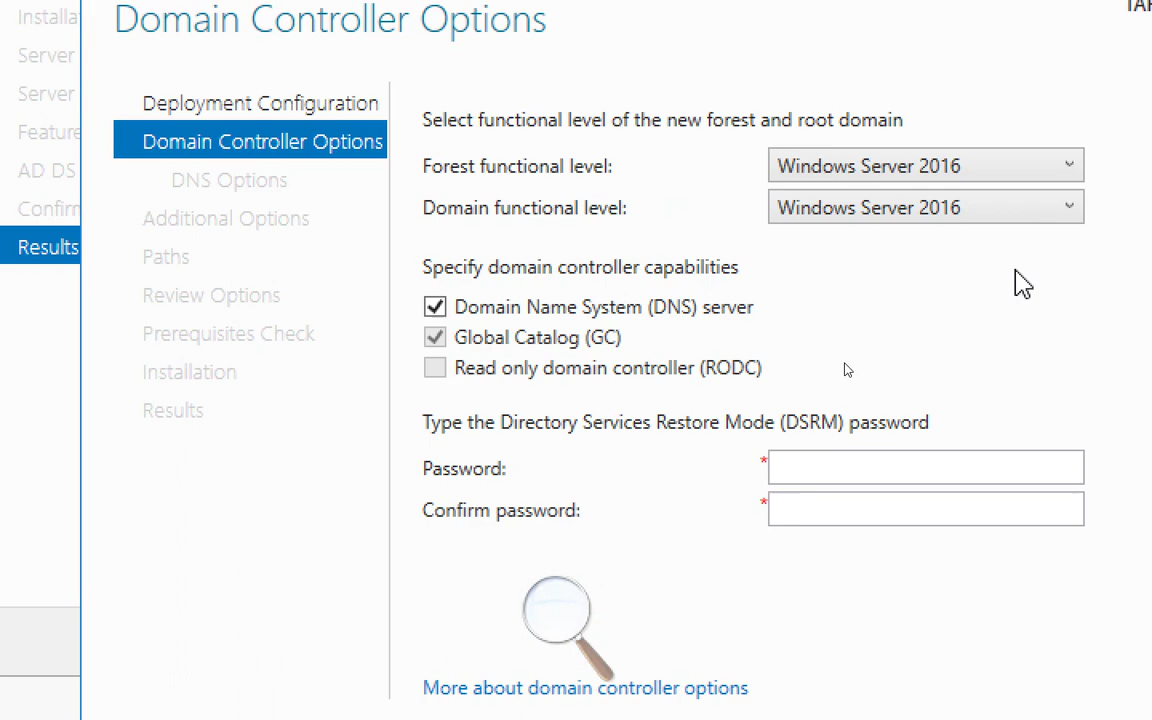 Domain Controller Options
Installa
Server
Server
Feature
AD DS
Confirm
Results
Deployment Configuration
Domain Controller Options
DNS Options
Additional Options
Paths
Review Options
Prerequisites Check
Installation
Results
Select functional level of the new forest and root domain
Forest functional level: Windows Server 2016
Domain functional level: Windows Server 2016
Specify domain controller capabilities
Domain Name System (DNS) server
Global Catalog (GC)
Read only domain controller (RODC)
Type the Directory Services Restore Mode (DSRM) password
Password: *
Confirm password: *
More about domain controller options